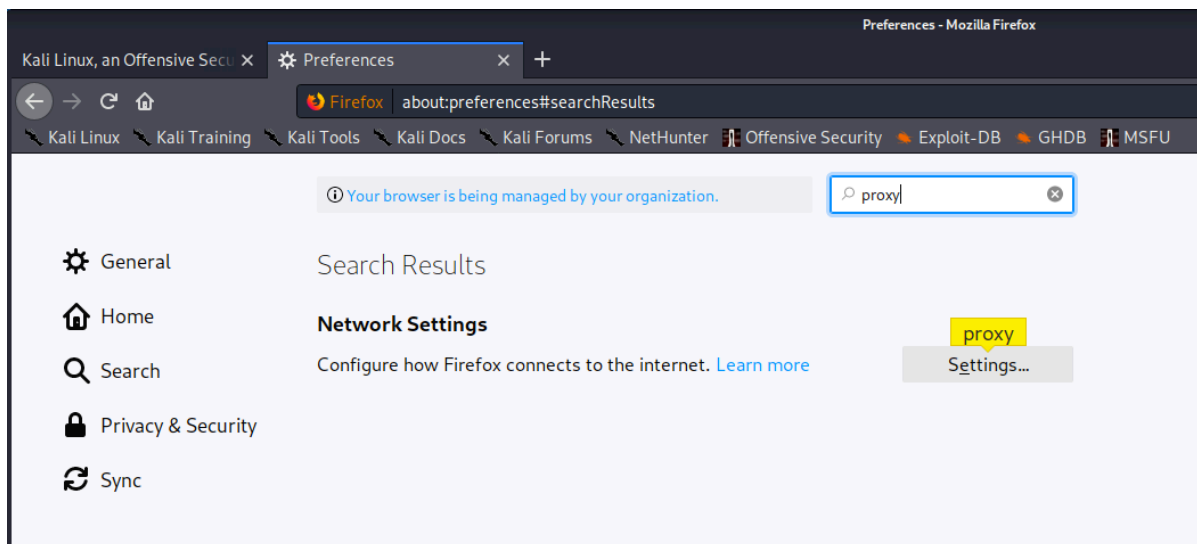 Preferences - Mozilla Firefox
Kali Linux, an Offensive Secu
Preferences
Firefox about:preferences#searchResults
Kali Linux Kali Training Kali Tools Kali Docs Kali Forums NetHunter Offensive Security Exploit-DB GHDB MSFU
Your browser is being managed by your organization. proxy
General
Search Results
Home
Network Settings
proxy
Search
Configure how Firefox connects to the internet. Learn more
Settings...
Privacy & Security
Sync